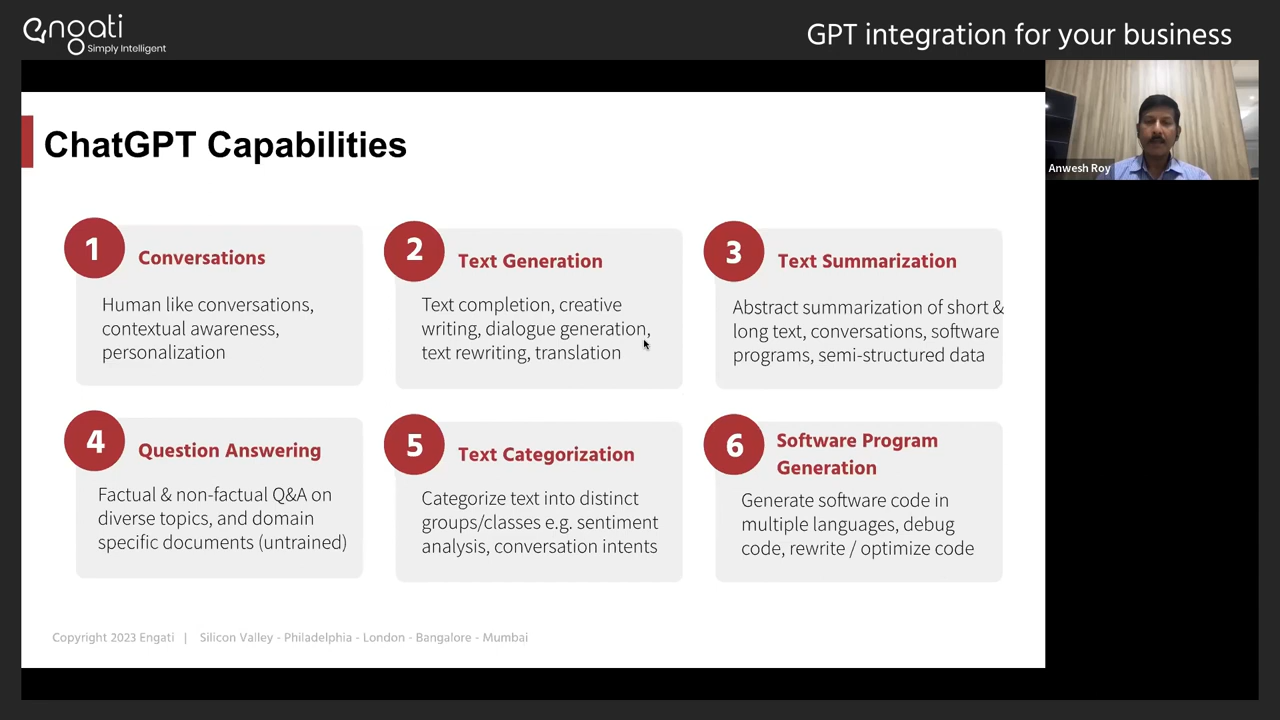 engati
Simply Intelligent
GPT integration for your business
Anwesh Roy
ChatGPT Capabilities
1
Conversations
Human like conversations,
contextual awareness,
personalization
2
Text Generation
Text completion, creative
writing, dialogue generation,
text rewriting, translation
3
Text Summarization
Abstract summarization of short &
long text, conversations, software
programs, semi-structured data
4
Question Answering
Factual & non-factual Q&A on
diverse topics, and domain
specific documents (untrained)
5
Text Categorization
Categorize text into distinct
groups/classes e.g. sentiment
analysis, conversation intents
6
Software Program
Generation
Generate software code in
multiple languages, debug
code, rewrite / optimize code
Copyright 2023 Engati | Silicon Valley - Philadelphia - London - Bangalore - Mumbai